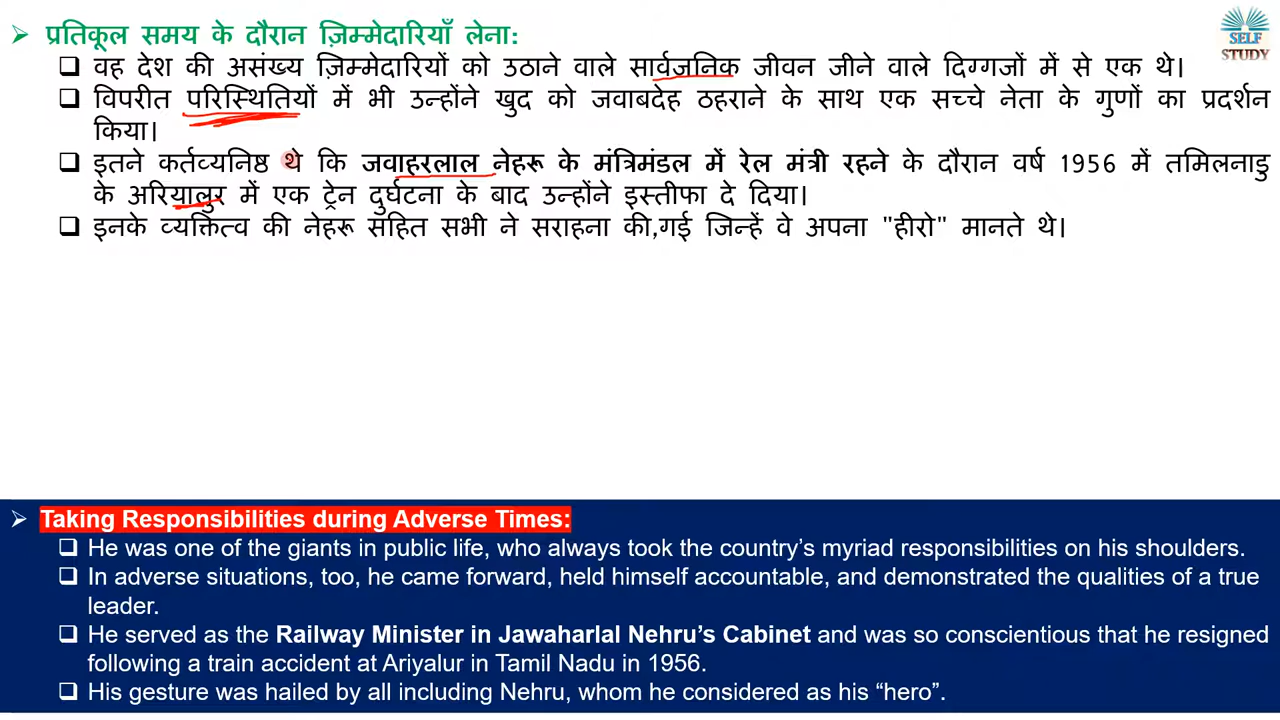 ➢ प्रतिकूल समय के दौरान ज़िम्मेदारियाँ लेना:
❑ वह देश की असंख्य ज़िम्मेदारियों को उठाने वाले सार्वजनिक जीवन जीने वाले दिग्गजों में से एक थे।
❑ विपरीत परिस्थितियों में भी उन्होंने खुद को जवाबदेह ठहराने के साथ एक सच्चे नेता के गुणों का प्रदर्शन
किया।
❑ इतने कर्तव्यनिष्ठ थे कि जवाहरलाल नेहरू के मंत्रिमंडल में रेल मंत्री रहने के दौरान वर्ष 1956 में तमिलनाडु
के अरियालुर में एक ट्रेन दुर्घटना के बाद उन्होंने इस्तीफा दे दिया।
❑ इनके व्यक्तित्व की नेहरू सहित सभी ने सराहना की,गई जिन्हें वे अपना "हीरो" मानते थे।
SELF
STUDY
➢ Taking Responsibilities during Adverse Times:
❑ He was one of the giants in public life, who always took the country’s myriad responsibilities on his shoulders.
❑ In adverse situations, too, he came forward, held himself accountable, and demonstrated the qualities of a true
leader.
❑ He served as the Railway Minister in Jawaharlal Nehru’s Cabinet and was so conscientious that he resigned
following a train accident at Ariyalur in Tamil Nadu in 1956.
❑ His gesture was hailed by all including Nehru, whom he considered as his “hero”.